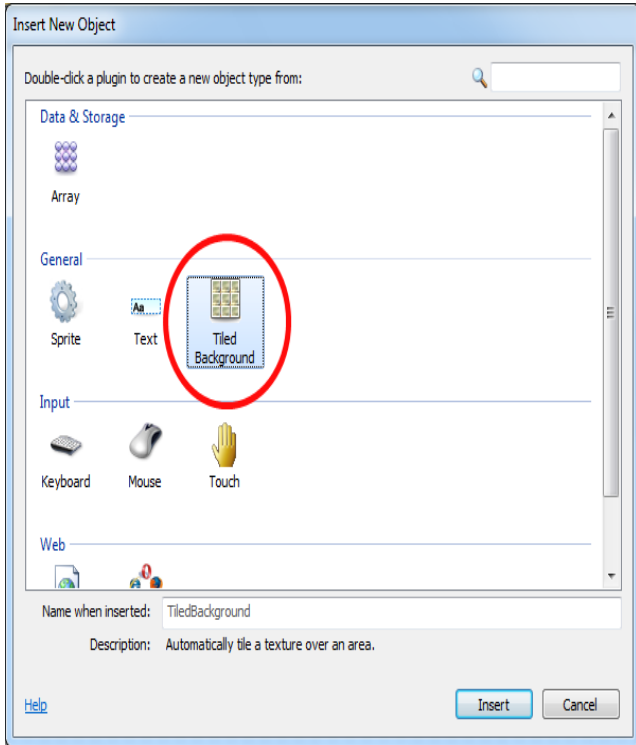 Insert New Object
Double-click a plugin to create a new object type from:
Data & Storage
Array
General
Sprite
Text
Tiled
Background
Input
Keyboard
Mouse
Touch
Web
Name when inserted: TiledBackground
Description: Automatically tile a texture over an area.
Help
Insert
Cancel